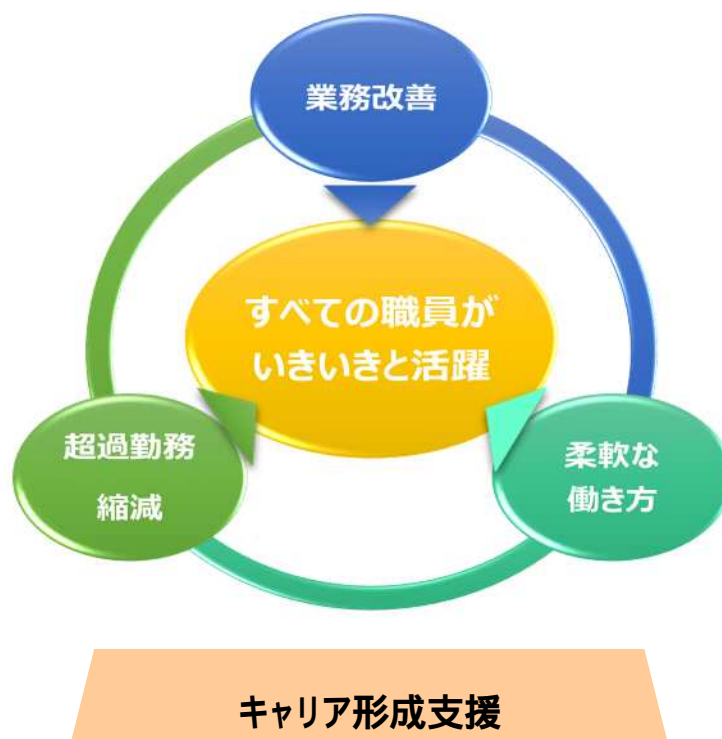 業務改善
すべての職員が
いきいきと活躍
超過勤務
縮減
柔軟な
働き方
キャリア形成支援